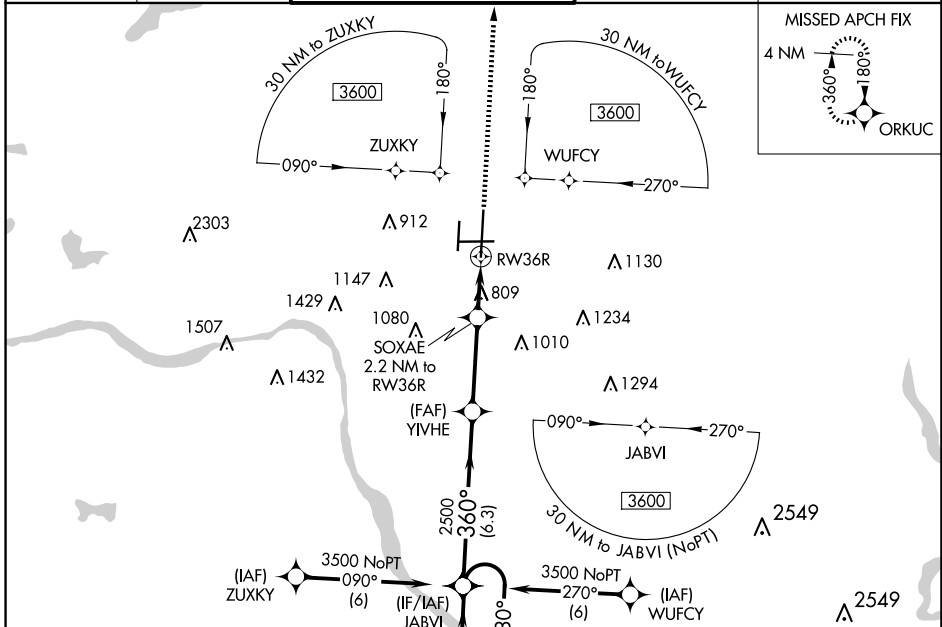 MISSED APCH FIX
4 NM
360°
180°
ORKUC
30 NM to ZUXKY
3600
180°
090°
ZUXKY
30 NM to WUFCY
180°
3600
WUFCY
270°
2303
912
RW36R
1130
1147
809
1429
1507
1080
1234
SOXAE
2.2 NM to
RW36R
1010
1432
1294
(FAF)
YIVHE
090°
270°
JABVI
3600
30 NM to JABVI (NoPT)
2500
360°
(6.3)
2549
(IAF)
ZUXKY
3500 NoPT
090°
(6)
(IF/IAF)
JABVI
3500 NoPT
270°
(6)
(IAF)
WUFCY
2549